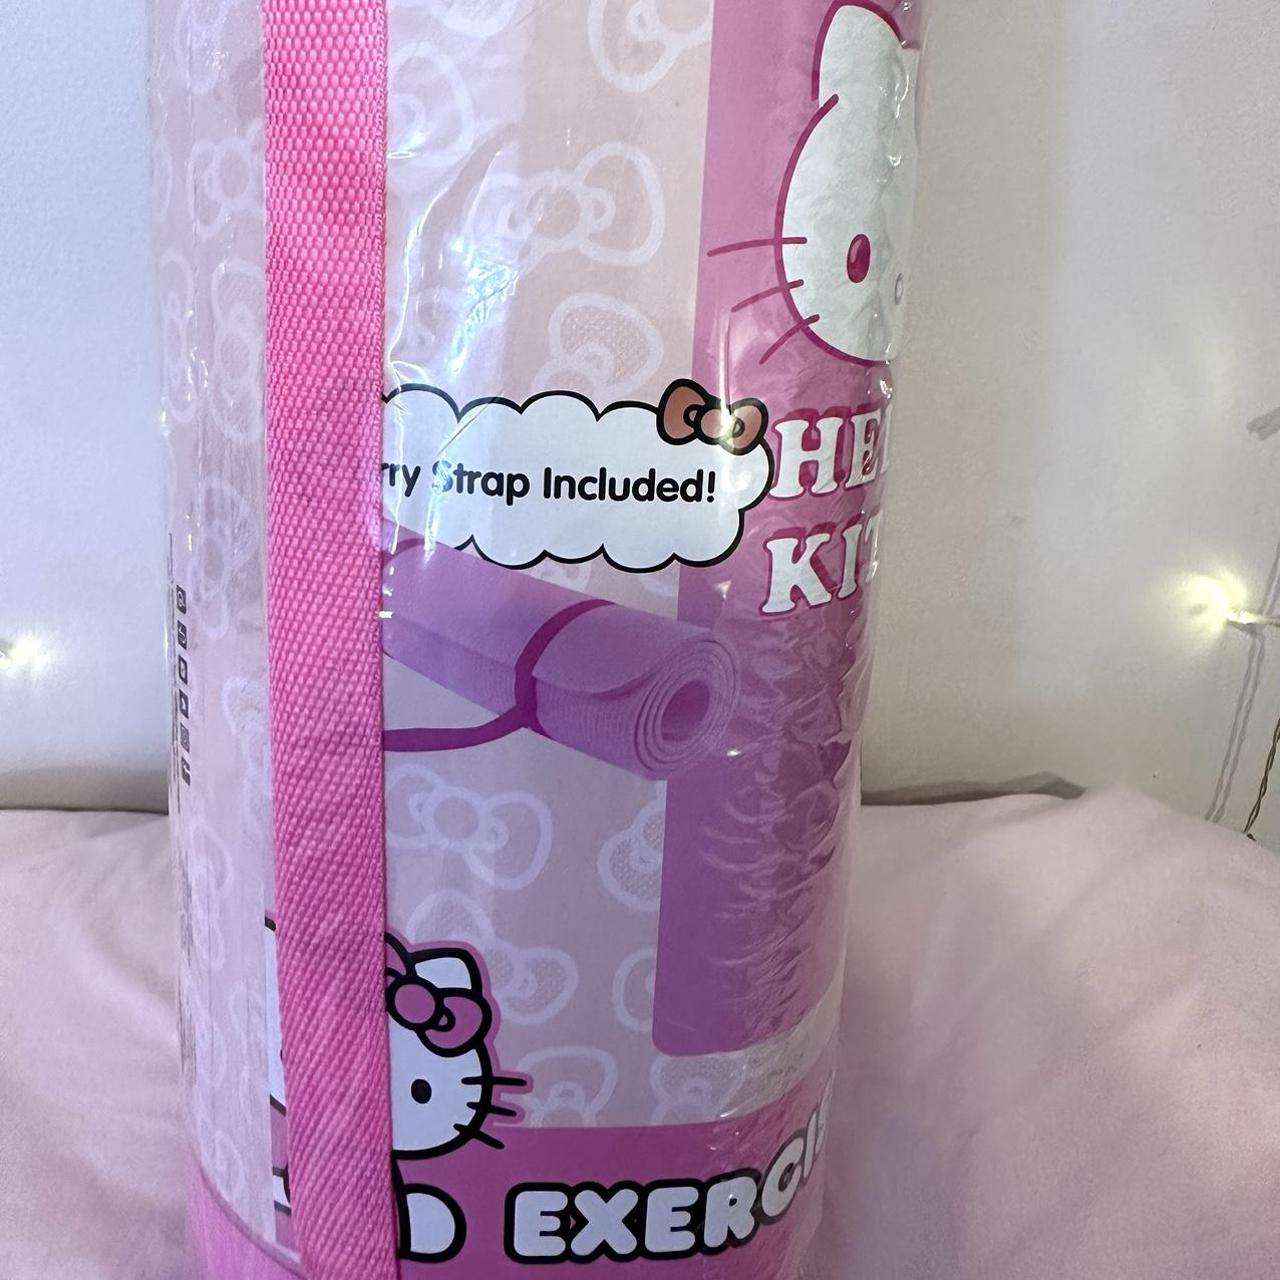 rry Strap Included!
HE
KIT
EXERCI